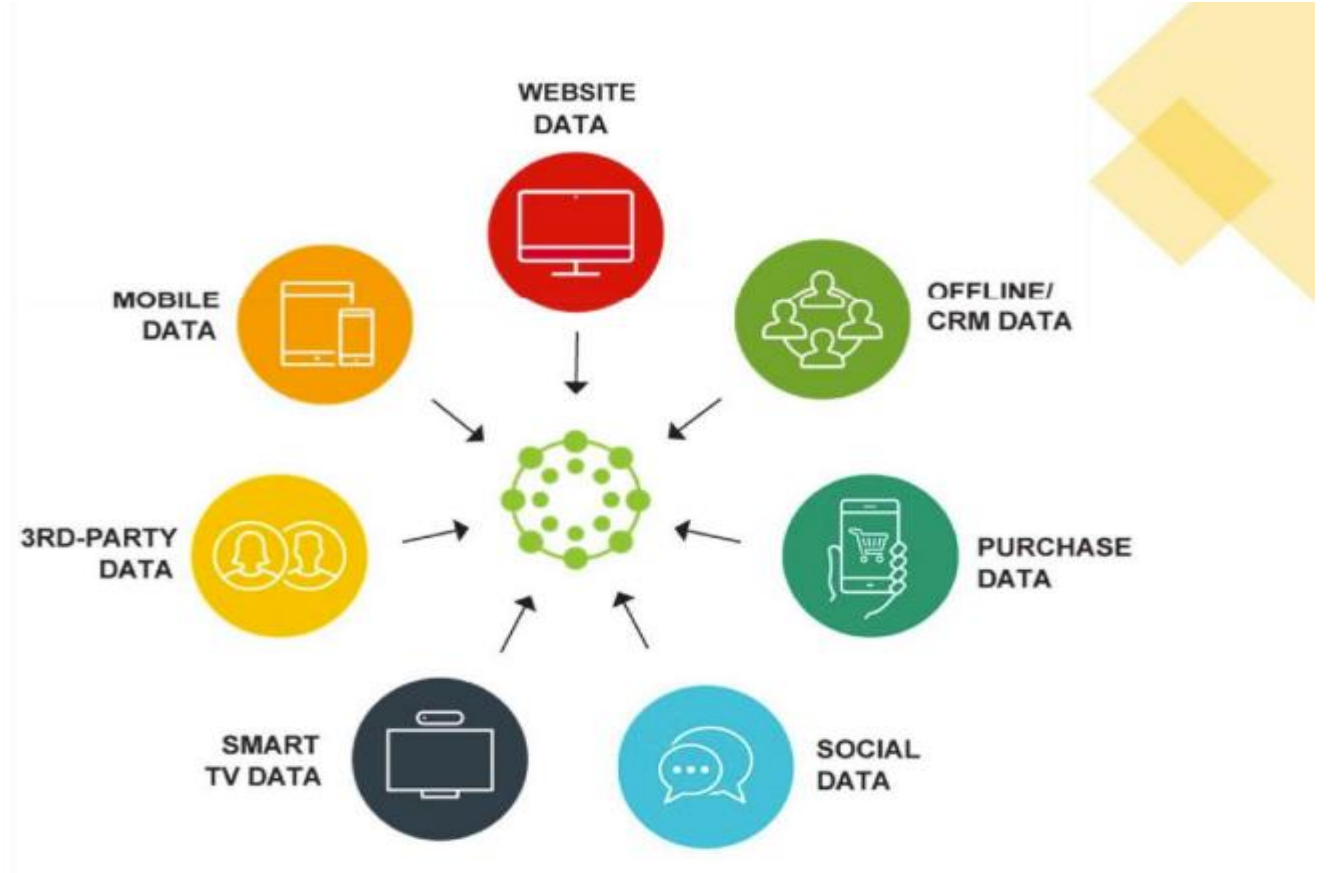 WEBSITE
DATA
MOBILE
DATA
OFFLINE/
CRM DATA
3RD-PARTY
DATA
PURCHASE
DATA
SMART
TV DATA
SOCIAL
DATA